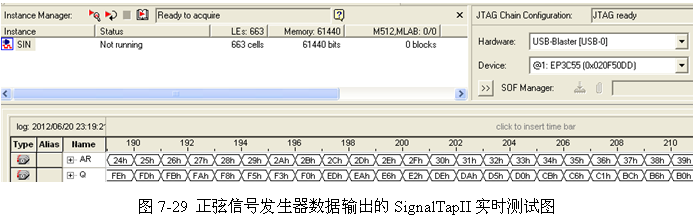 Instance Manager: Ready to acquire
JTAG Chain Configuration: JTAG ready
Instance Status LEs: 663 Memory: 61440 M512,MLAB: 0/0
SIN Not running 663 cells 61440 bits 0 blocks
Hardware: USB-Blaster [USB-0]
Device: @1: EP3C55 (0x020F50DD)
>> SOF Manager:
log: 2012/06/20 23:19:2
click to insert time bar
Type Alias Name 190 192 194 196 198 200 202 204 206 208 210
AR 24h 25h 26h 27h 28h 29h 2Ah 2Bh 2Ch 2Dh 2Eh 2Fh 30h 31h 32h 33h 34h 35h 36h 37h 38h 39h
Q FEh FDh FBh FAh F8h F5h F3h F0h EDh EAh E6h E2h DEh DAh D5h D0h CBh C6h C1h BCh B6h B0h
图 7-29 正弦信号发生器数据输出的 SignalTapII 实时测试图